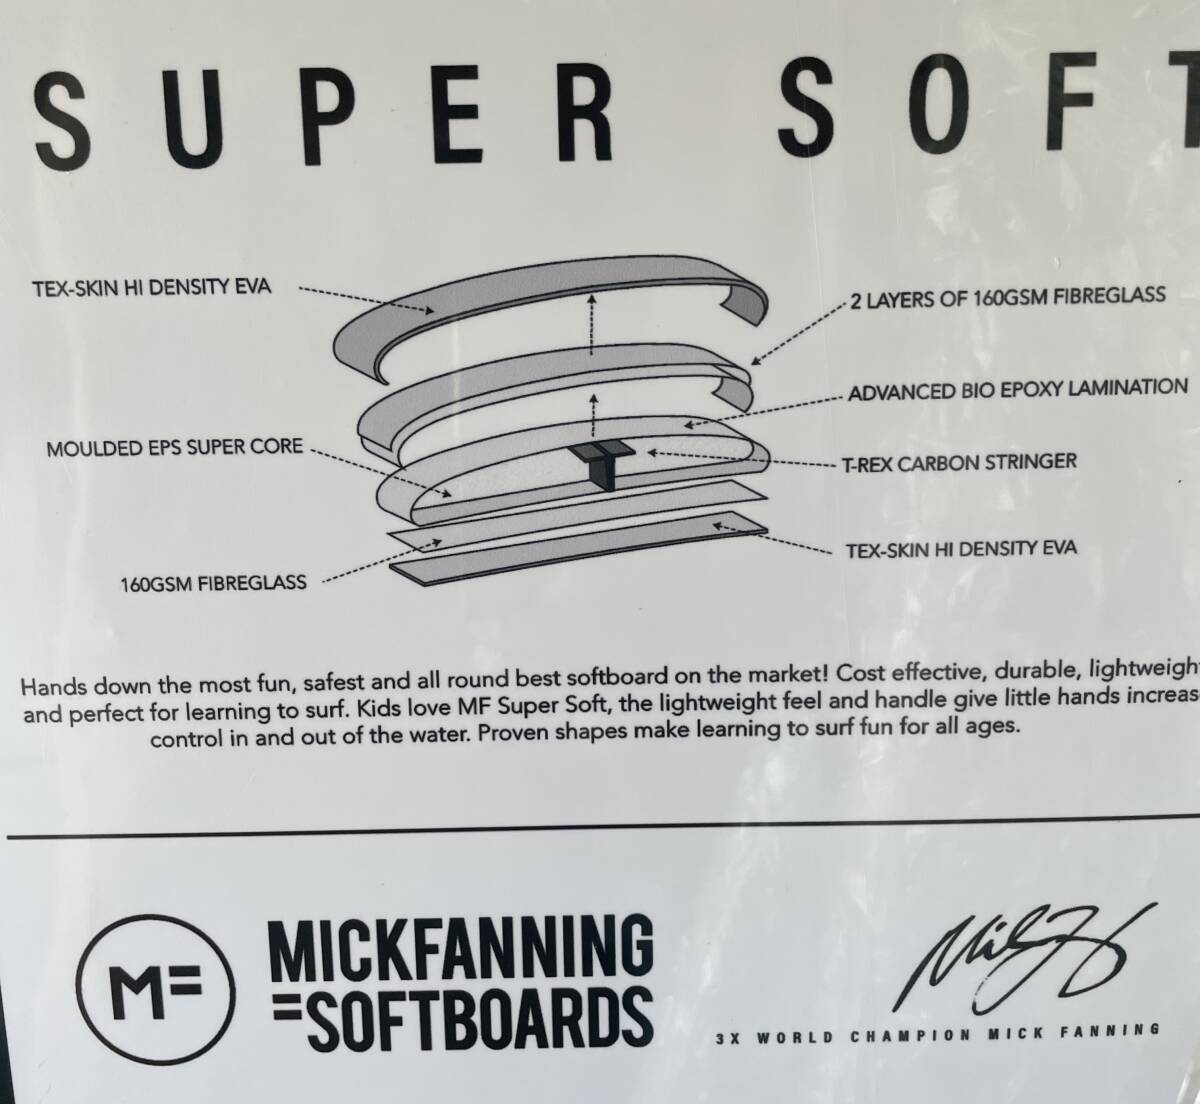 SUPER SOFT
TEX-SKIN HI DENSITY EVA
2 LAYERS OF 160GSM FIBREGLASS
ADVANCED BIO EPOXY LAMINATION
MOULDED EPS SUPER CORE
T-REX CARBON STRINGER
TEX-SKIN HI DENSITY EVA
160GSM FIBREGLASS
Hands down the most fun, safest and all round best softboard on the market! Cost effective, durable, lightweigh
and perfect for learning to surf. Kids love MF Super Soft, the lightweight feel and handle give little hands increas
control in and out of the water. Proven shapes make learning to surf fun for all ages.
MF
MICKFANNING
=SOFTBOARDS
3X WORLD CHAMPION MICK FANNING